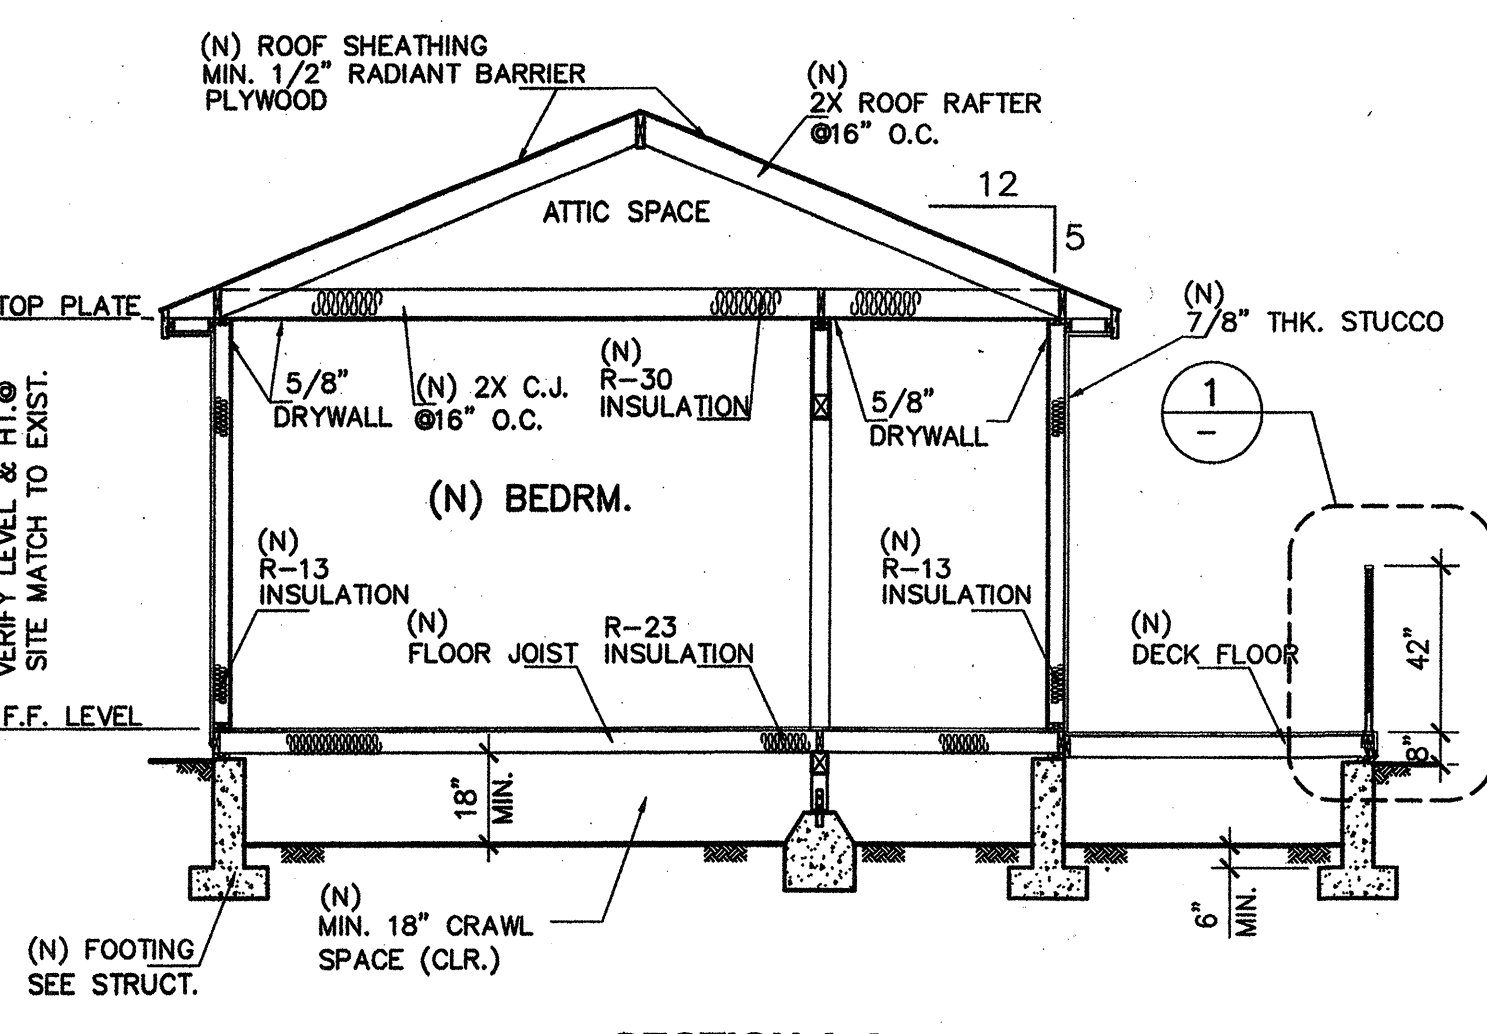 (N) ROOF SHEATHING
MIN. 1/2" RADIANT BARRIER
PLYWOOD
(N)
2X ROOF RAFTER
@16" O.C.
12
5
ATTIC SPACE
TOP PLATE
(N)
7/8" THK. STUCCO
VERIFY LEVEL & HT.@
SITE MATCH TO EXIST.
5/8"
DRYWALL
(N) 2X C.J.
@16" O.C.
(N)
R-30
INSULATION
5/8"
DRYWALL
1
–
(N) BEDRM.
(N)
R-13
INSULATION
(N)
FLOOR JOIST
R-23
INSULATION
(N)
R-13
INSULATION
(N)
DECK FLOOR
42"
8"
F.F. LEVEL
18"
MIN.
6"
MIN.
(N)
MIN. 18" CRAWL
SPACE (CLR.)
(N) FOOTING
SEE STRUCT.